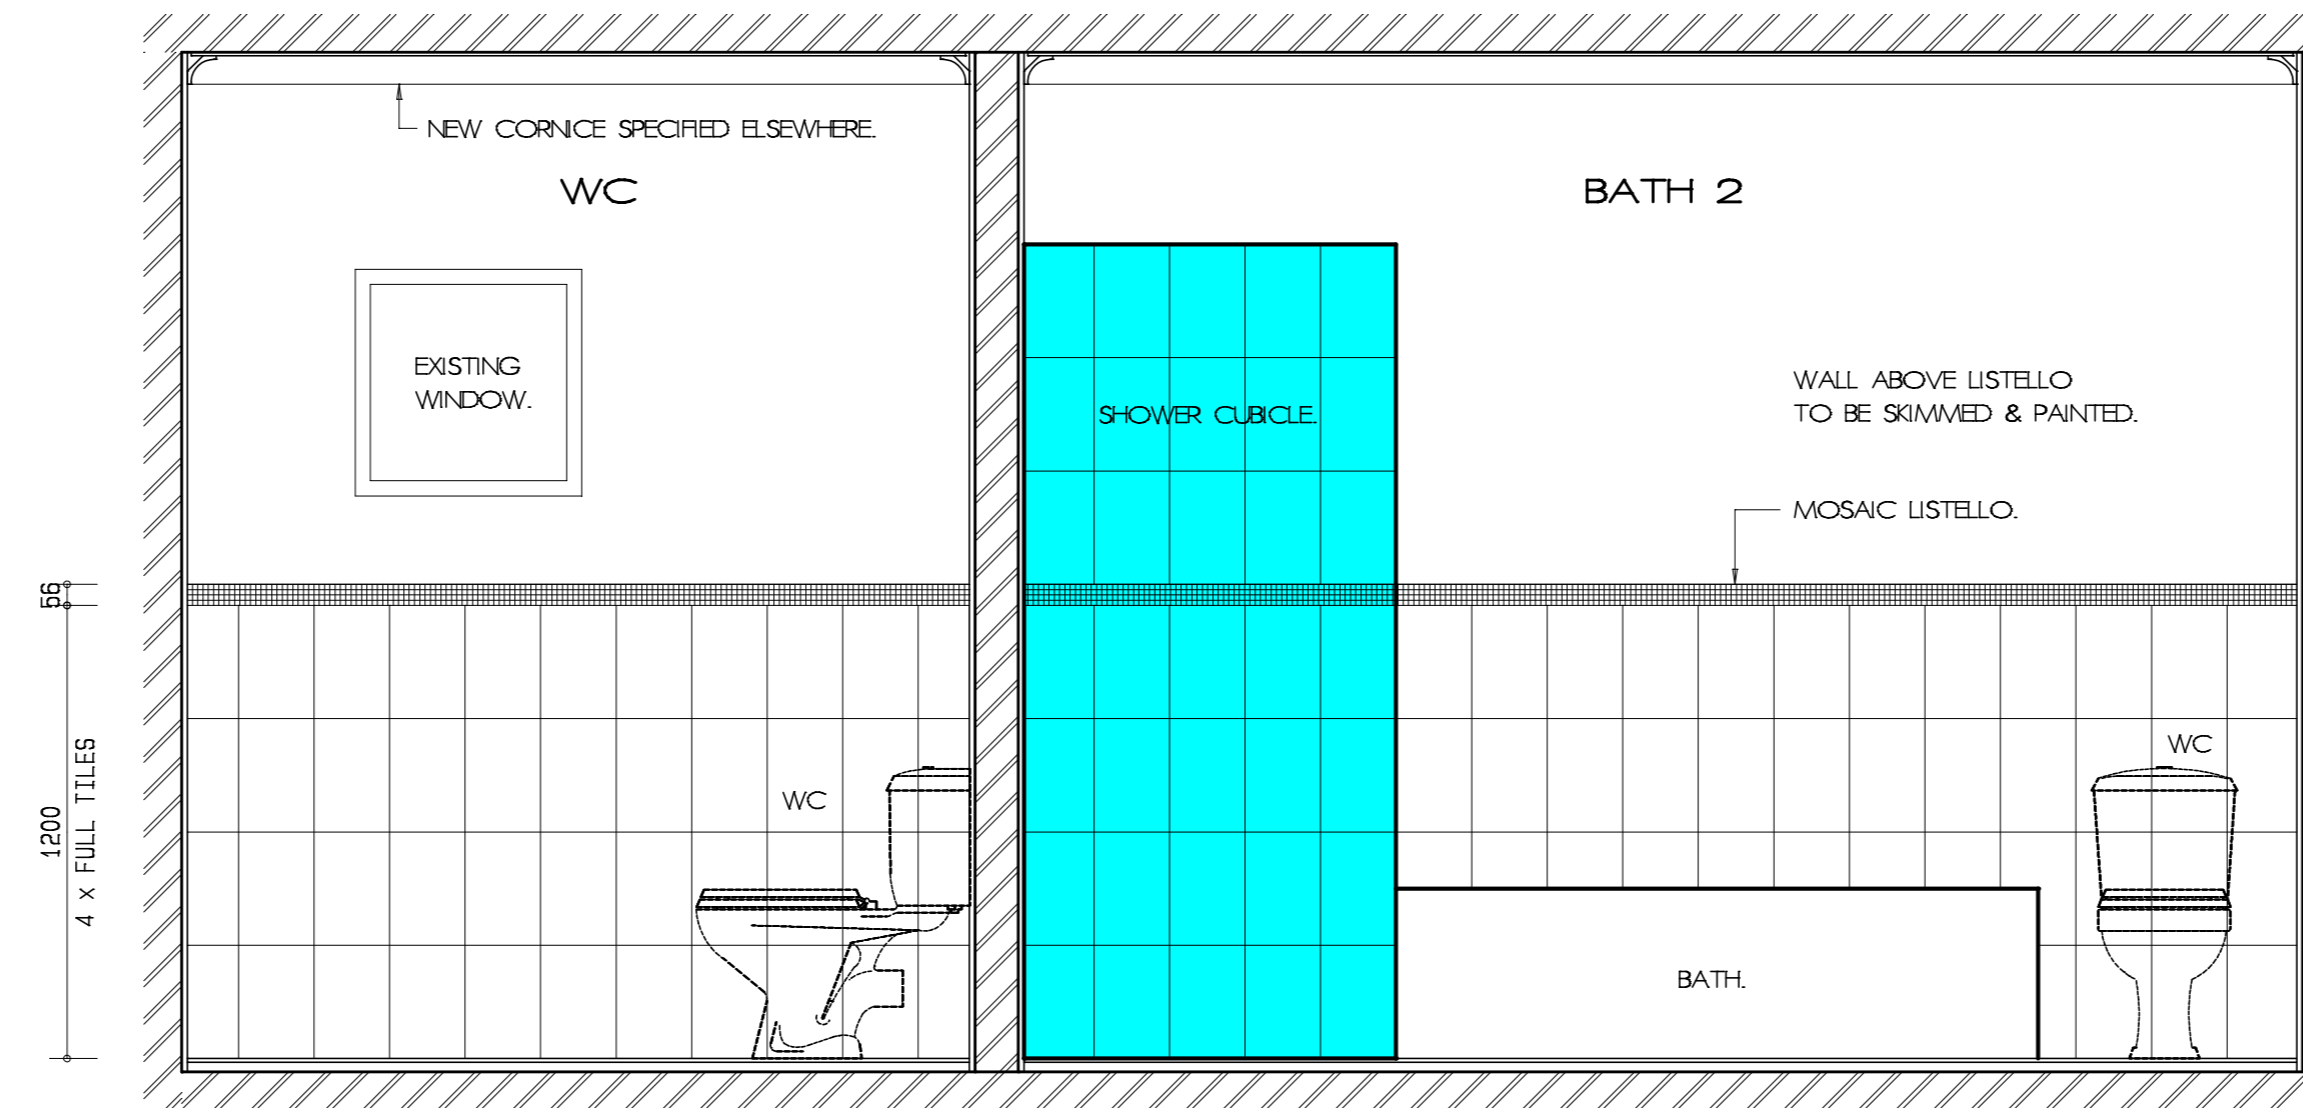 NEW CORNICE SPECIFIED ELSEWHERE.
WC
BATH 2
EXISTING
WINDOW.
SHOWER CUBICLE.
WALL ABOVE LISTELLO
TO BE SKIMMED & PAINTED.
MOSAIC LISTELLO.
56
1200
4 x FULL TILES
WC
WC
BATH.